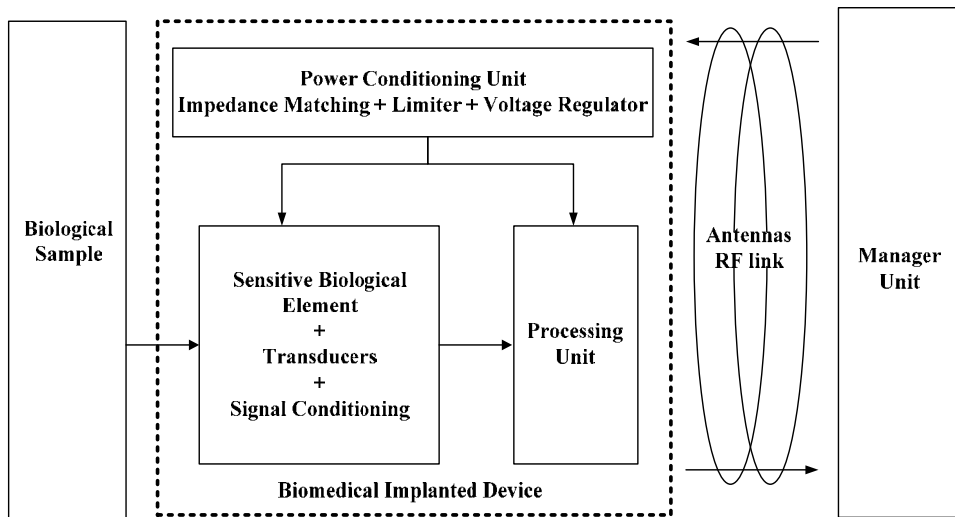 Biological
Sample
Power Conditioning Unit
Impedance Matching + Limiter + Voltage Regulator
Sensitive Biological
Element
+
Transducers
+
Signal Conditioning
Processing
Unit
Biomedical Implanted Device
Antennas
RF link
Manager
Unit